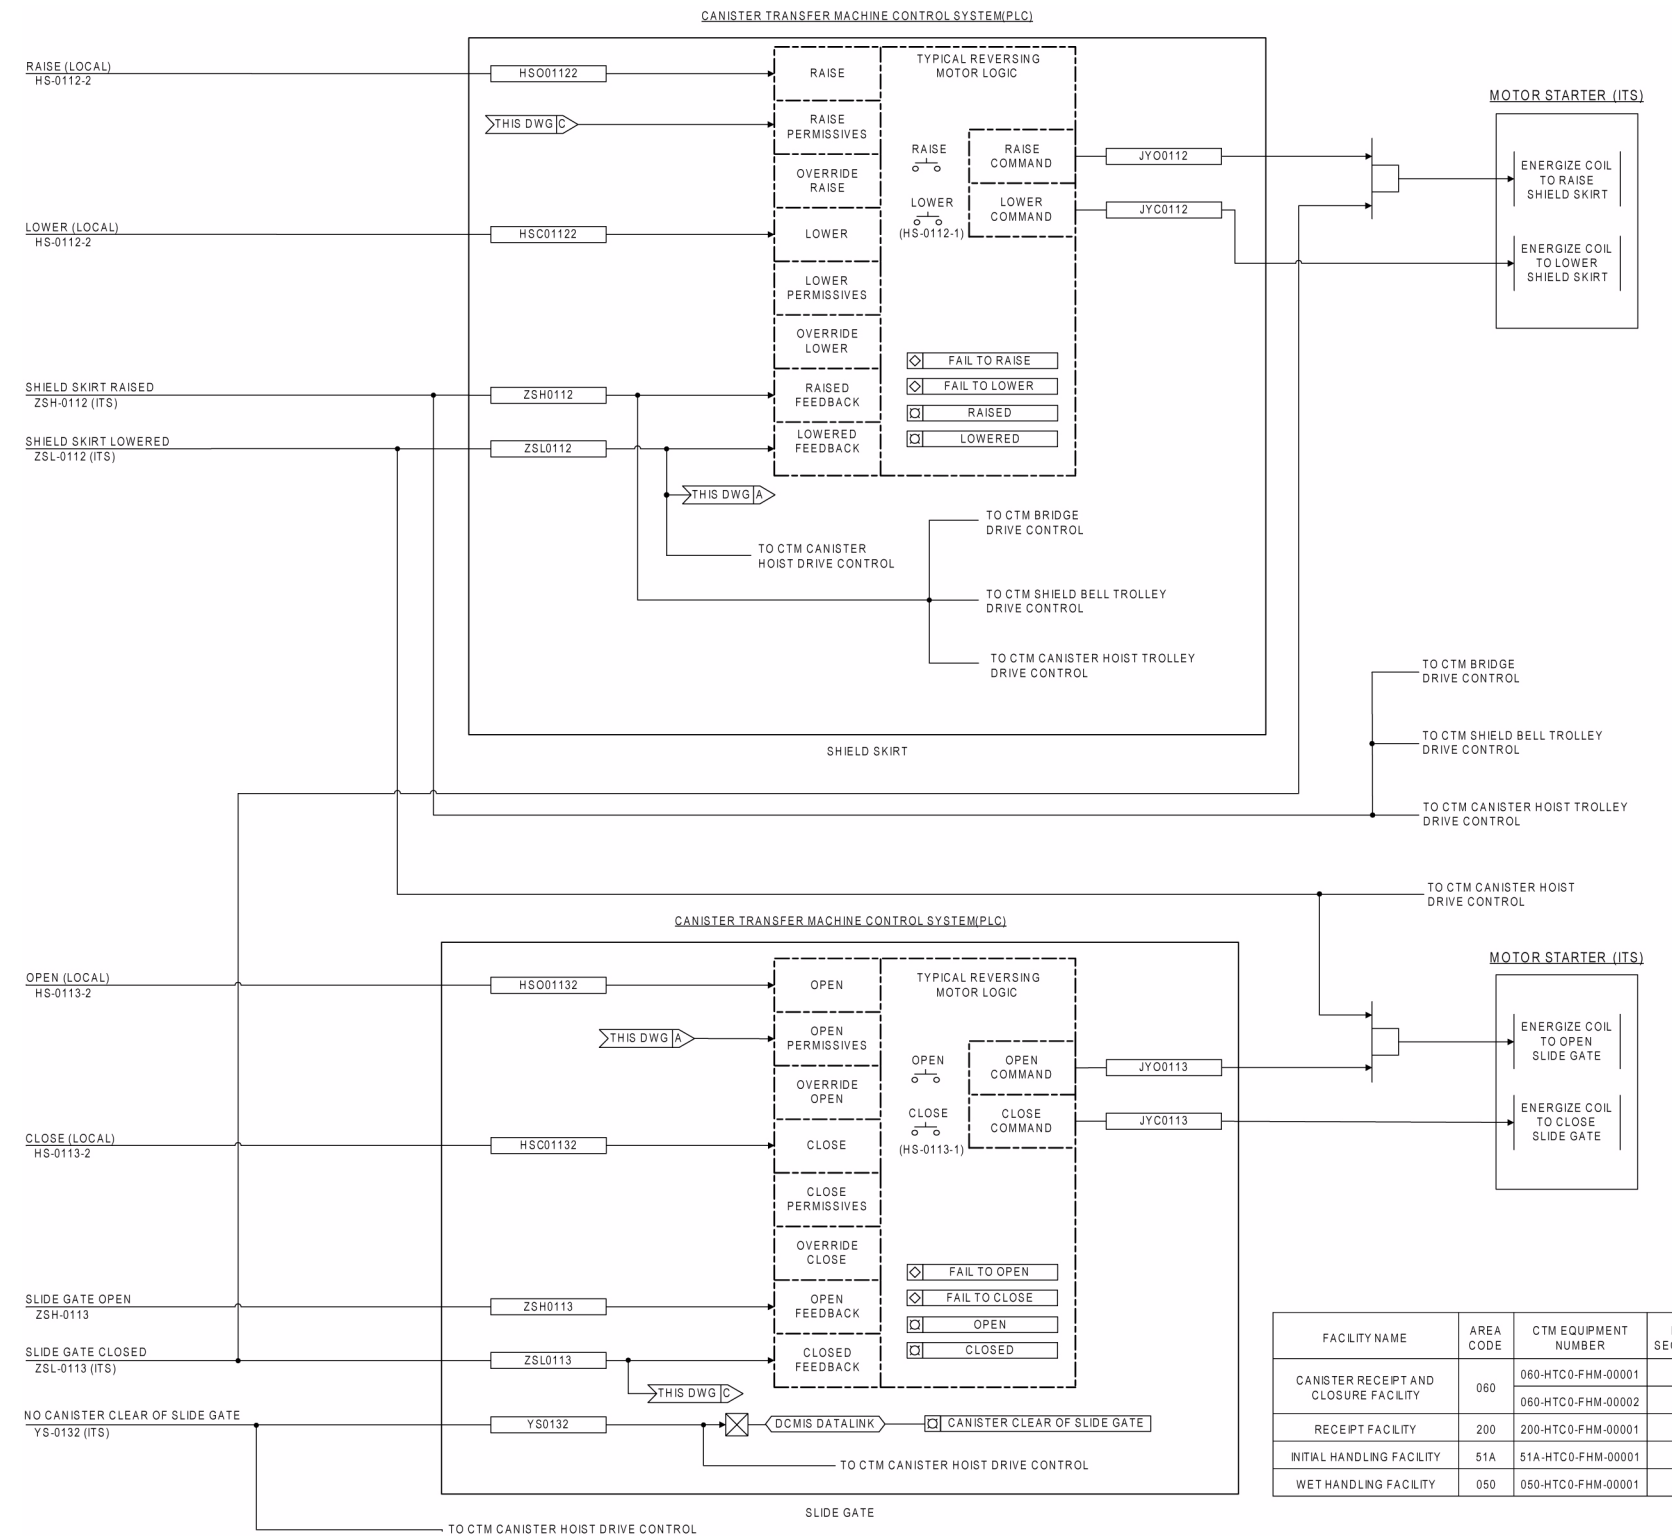 CANISTER TRANSFER MACHINE CONTROL SYSTEM(PLC)
RAISE (LOCAL)
HS-0112-2
HSO01122
RAISE
TYPICAL REVERSING
MOTOR LOGIC
THIS DWG C
RAISE
PERMISSIVES
OVERRIDE
RAISE
RAISE
RAISE
COMMAND
JYO0112
LOWER
(HS-0112-1)
LOWER
COMMAND
JYC0112
MOTOR STARTER (ITS)
ENERGIZE COIL
TO RAISE
SHIELD SKIRT
ENERGIZE COIL
TO LOWER
SHIELD SKIRT
LOWER (LOCAL)
HS-0112-2
HSC01122
LOWER
LOWER
PERMISSIVES
OVERRIDE
LOWER
FAIL TO RAISE
FAIL TO LOWER
RAISED
LOWERED
SHIELD SKIRT RAISED
ZSH-0112 (ITS)
ZSH0112
RAISED
FEEDBACK
SHIELD SKIRT LOWERED
ZSL-0112 (ITS)
ZSL0112
LOWERED
FEEDBACK
THIS DWG A
TO CTM CANISTER
HOIST DRIVE CONTROL
TO CTM BRIDGE
DRIVE CONTROL
TO CTM SHIELD BELL TROLLEY
DRIVE CONTROL
TO CTM CANISTER HOIST TROLLEY
DRIVE CONTROL
SHIELD SKIRT
TO CTM BRIDGE
DRIVE CONTROL
TO CTM SHIELD BELL TROLLEY
DRIVE CONTROL
TO CTM CANISTER HOIST TROLLEY
DRIVE CONTROL
TO CTM CANISTER HOIST
DRIVE CONTROL
CANISTER TRANSFER MACHINE CONTROL SYSTEM(PLC)
OPEN (LOCAL)
HS-0113-2
HSO01132
OPEN
TYPICAL REVERSING
MOTOR LOGIC
THIS DWG A
OPEN
PERMISSIVES
OVERRIDE
OPEN
OPEN
OPEN
COMMAND
JYO0113
CLOSE
(HS-0113-1)
CLOSE
COMMAND
JYC0113
MOTOR STARTER (ITS)
ENERGIZE COIL
TO OPEN
SLIDE GATE
ENERGIZE COIL
TO CLOSE
SLIDE GATE
CLOSE (LOCAL)
HS-0113-2
HSC01132
CLOSE
CLOSE
PERMISSIVES
OVERRIDE
CLOSE
FAIL TO OPEN
FAIL TO CLOSE
OPEN
CLOSED
SLIDE GATE OPEN
ZSH-0113
ZSH0113
OPEN
FEEDBACK
SLIDE GATE CLOSED
ZSL-0113 (ITS)
ZSL0113
CLOSED
FEEDBACK
THIS DWG C
NO CANISTER CLEAR OF SLIDE GATE
YS-0132 (ITS)
YS0132
DCMIS DATALINK
CANISTER CLEAR OF SLIDE GATE
TO CTM CANISTER HOIST DRIVE CONTROL
SLIDE GATE
TO CTM CANISTER HOIST DRIVE CONTROL
FACILITY NAME
AREA
CODE
CTM EQUIPMENT
NUMBER
CANISTER RECEIPT AND
CLOSURE FACILITY
060
060-HTC0-FHM-00001
060-HTC0-FHM-00002
RECEIPT FACILITY 200 200-HTC0-FHM-00001
INITIAL HANDLING FACILITY 51A 51A-HTC0-FHM-00001
WET HANDLING FACILITY 050 050-HTC0-FHM-00001